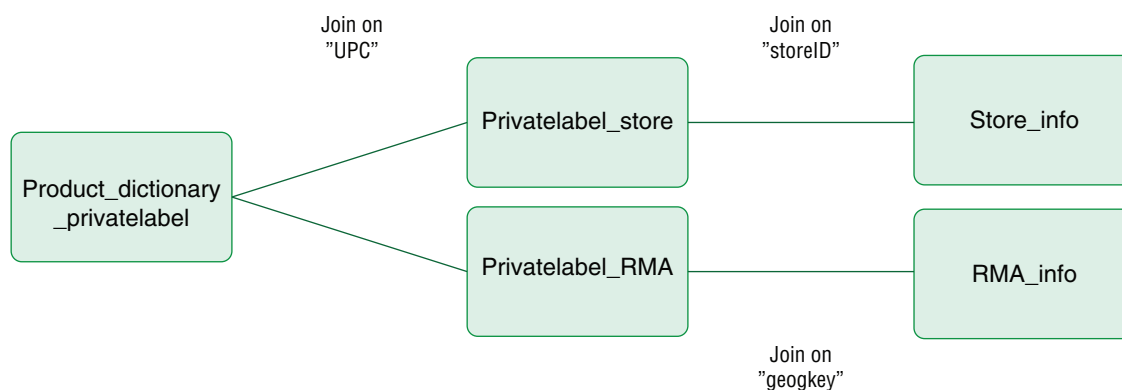 Join on
”UPC”
Join on
”storeID”
Product_dictionary
_privatelabel
Privatelabel_store
Store_info
Privatelabel_RMA
RMA_info
Join on
”geogkey”